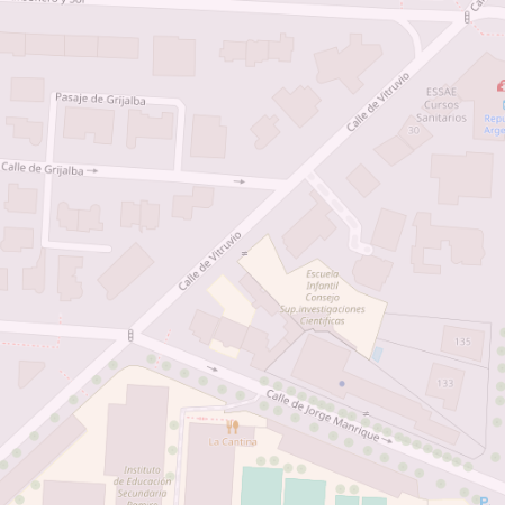 Pasaje de Grijalba
Calle de Vitruvio
ESSAE
Cursos
Sanitarios
30
Calle de Grijalba
Calle de Vitruvio
Escuela
Infantil
Consejo
Sup.investigaciones
Científicas
135
133
Calle de Jorge Manrique
La Cantina
Instituto
de Educación
Secundaria
P